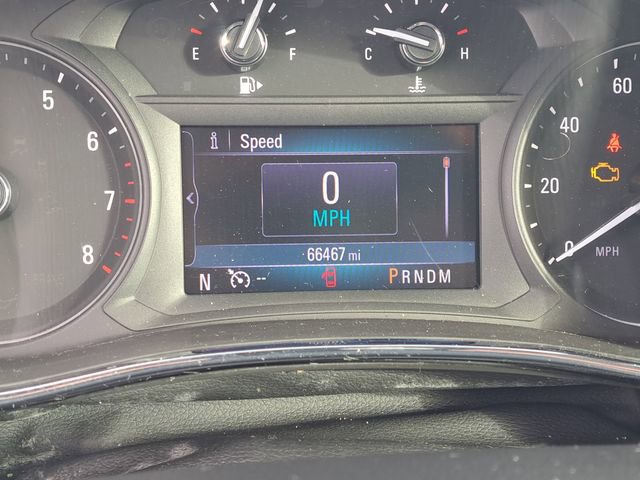 E F
C H
5
6
7
8
i Speed
0
MPH
66467 mi
N -- PRNDM
60
40
20
0
MPH